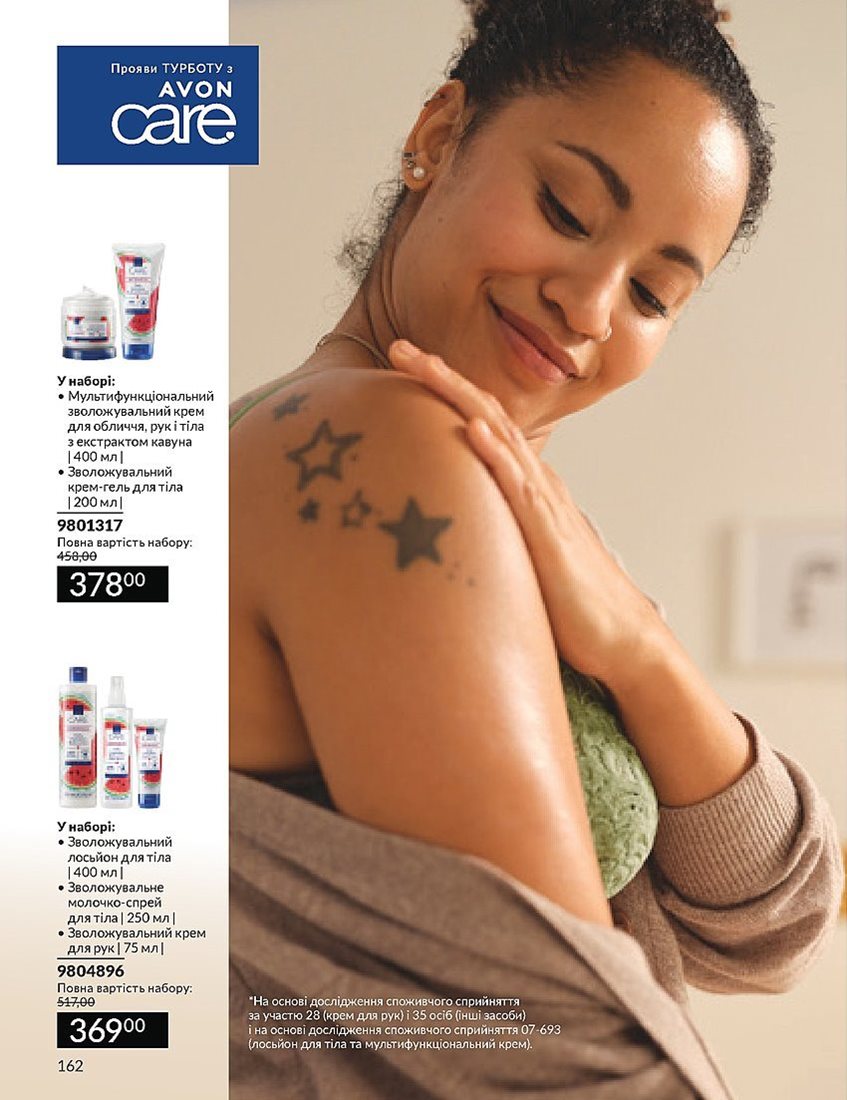 Прояви ТУРБОТУ з
AVON
care
У наборі:
• Мультифункціональний
зволожувальний крем
для обличчя, рук і тіла
з екстрактом кавуна
| 400 мл |
• Зволожувальний
крем-гель для тіла
| 200 мл |
9801317
Повна вартість набору:
458,00
378⁰⁰
CARE
У наборі:
• Зволожувальний
лосьйон для тіла
| 400 мл |
• Зволожувальне
молочко-спрей
для тіла | 250 мл |
• Зволожувальний крем
для рук | 75 мл |
9804896
Повна вартість набору:
517,00
369⁰⁰
162
*На основі дослідження споживчого сприйняття
за участю 28 (крем для рук) і 35 осіб (інші засоби)
і на основі дослідження споживчого сприйняття 07-693
(лосьйон для тіла та мультифункціональний крем).